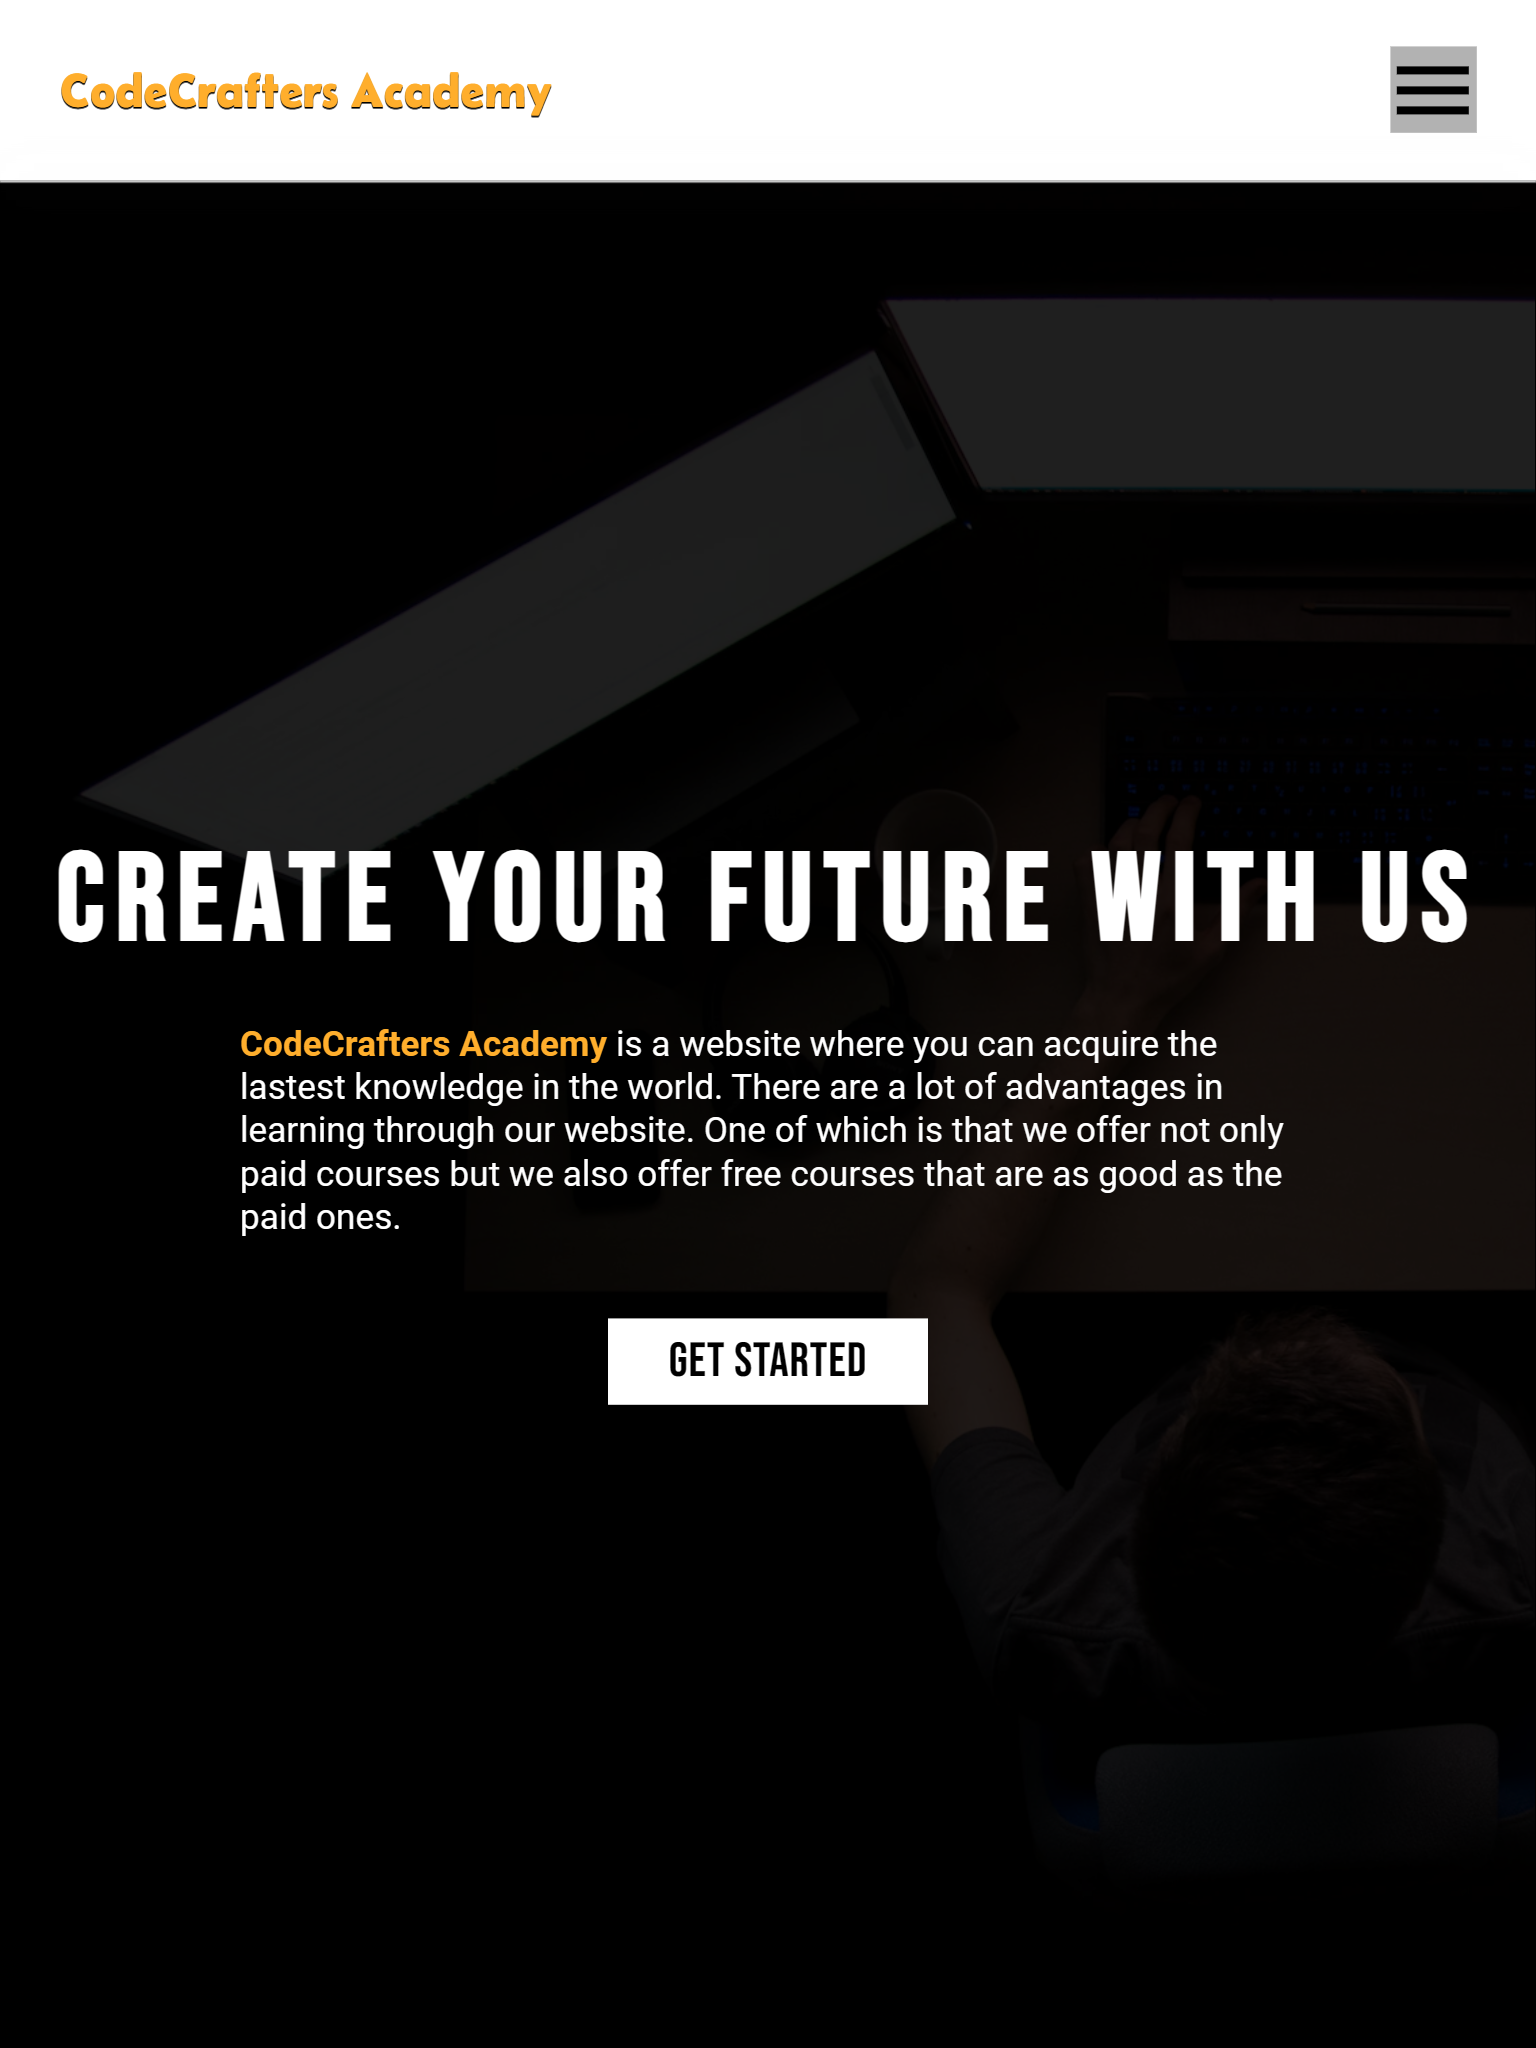 CodeCrafters Academy
CREATE YOUR FUTURE WITH US
CodeCrafters Academy is a website where you can acquire the
lastest knowledge in the world. There are a lot of advantages in
learning through our website. One of which is that we offer not only
paid courses but we also offer free courses that are as good as the
paid ones.
GET STARTED